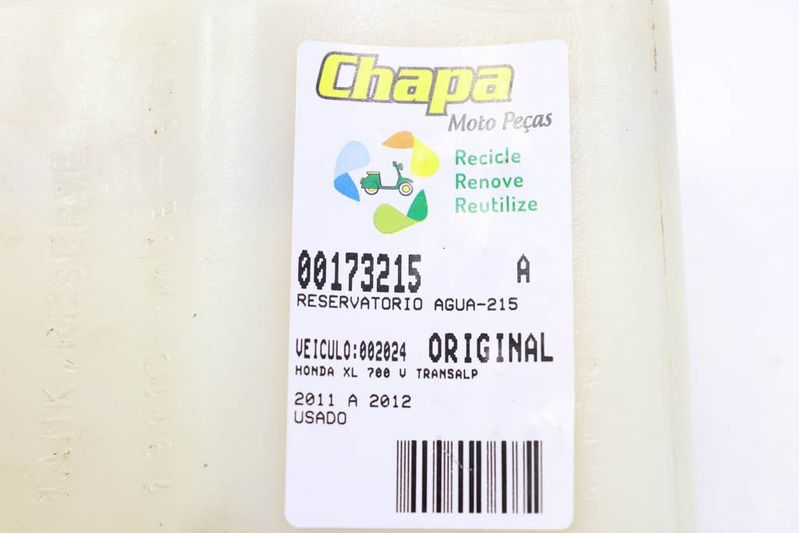 Chapa
Moto Peças
Recicle
Renove
Reutilize
00173215 A
RESERVATORIO AGUA-215
VEICULO:002024 ORIGINAL
HONDA XL 700 V TRANSALP
2011 A 2012
USADO
TANK, RESERVE